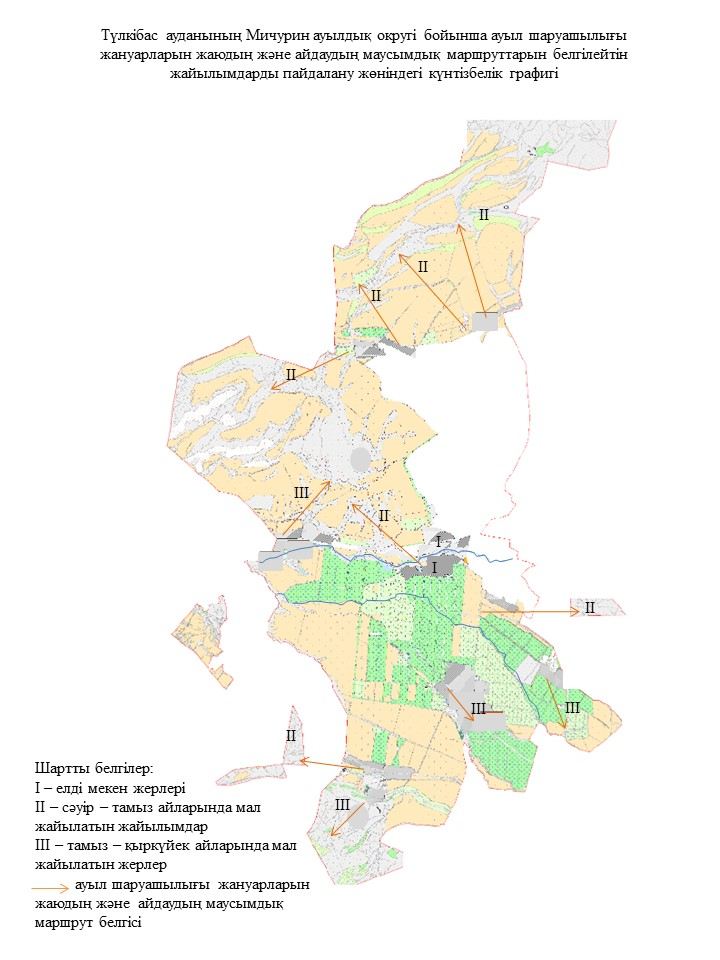 Түлкібас ауданының Мичурин ауылдық округі бойынша ауыл шаруашылығы
жануарларын жаюдың және айдаудың маусымдық маршруттарын белгілейтін
жайылымдарды пайдалану жөніндегі күнтізбелік графигі
II
II
II
II
III
II
I
I
II
III
III
II
III
Шартты белгілер:
I – елді мекен жерлері
II – сәуір – тамыз айларында мал
жайылатын жайылымдар
III – тамыз – қыркүйек айларында мал
жайылатын жерлер
ауыл шаруашылығы жануарларын
жаюдың және айдаудың маусымдық
маршрут белгісі